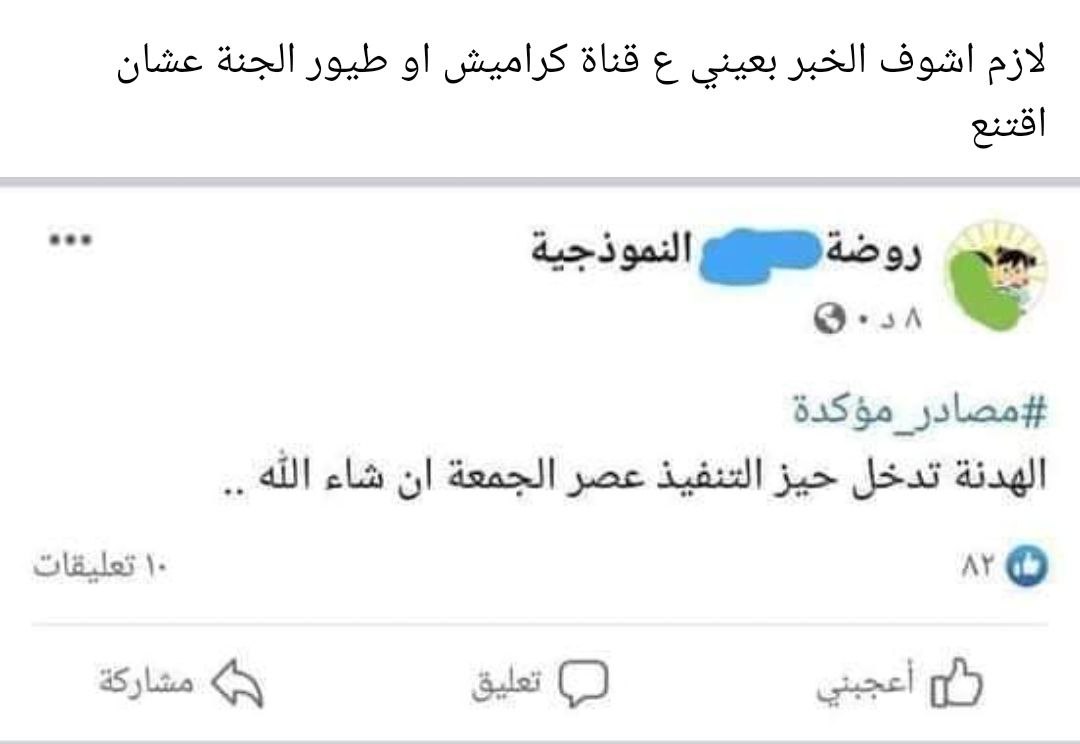 لازم اشوف الخبر بعيني ع قناة كراميش او طيور الجنة عشان
اقتنع
روضة النموذجية
٨ د ·
#مصادر_مؤكدة
الهدنة تدخل حيز التنفيذ عصر الجمعة ان شاء الله ..
٨٢
١٠ تعليقات
أعجبني
تعليق
مشاركة